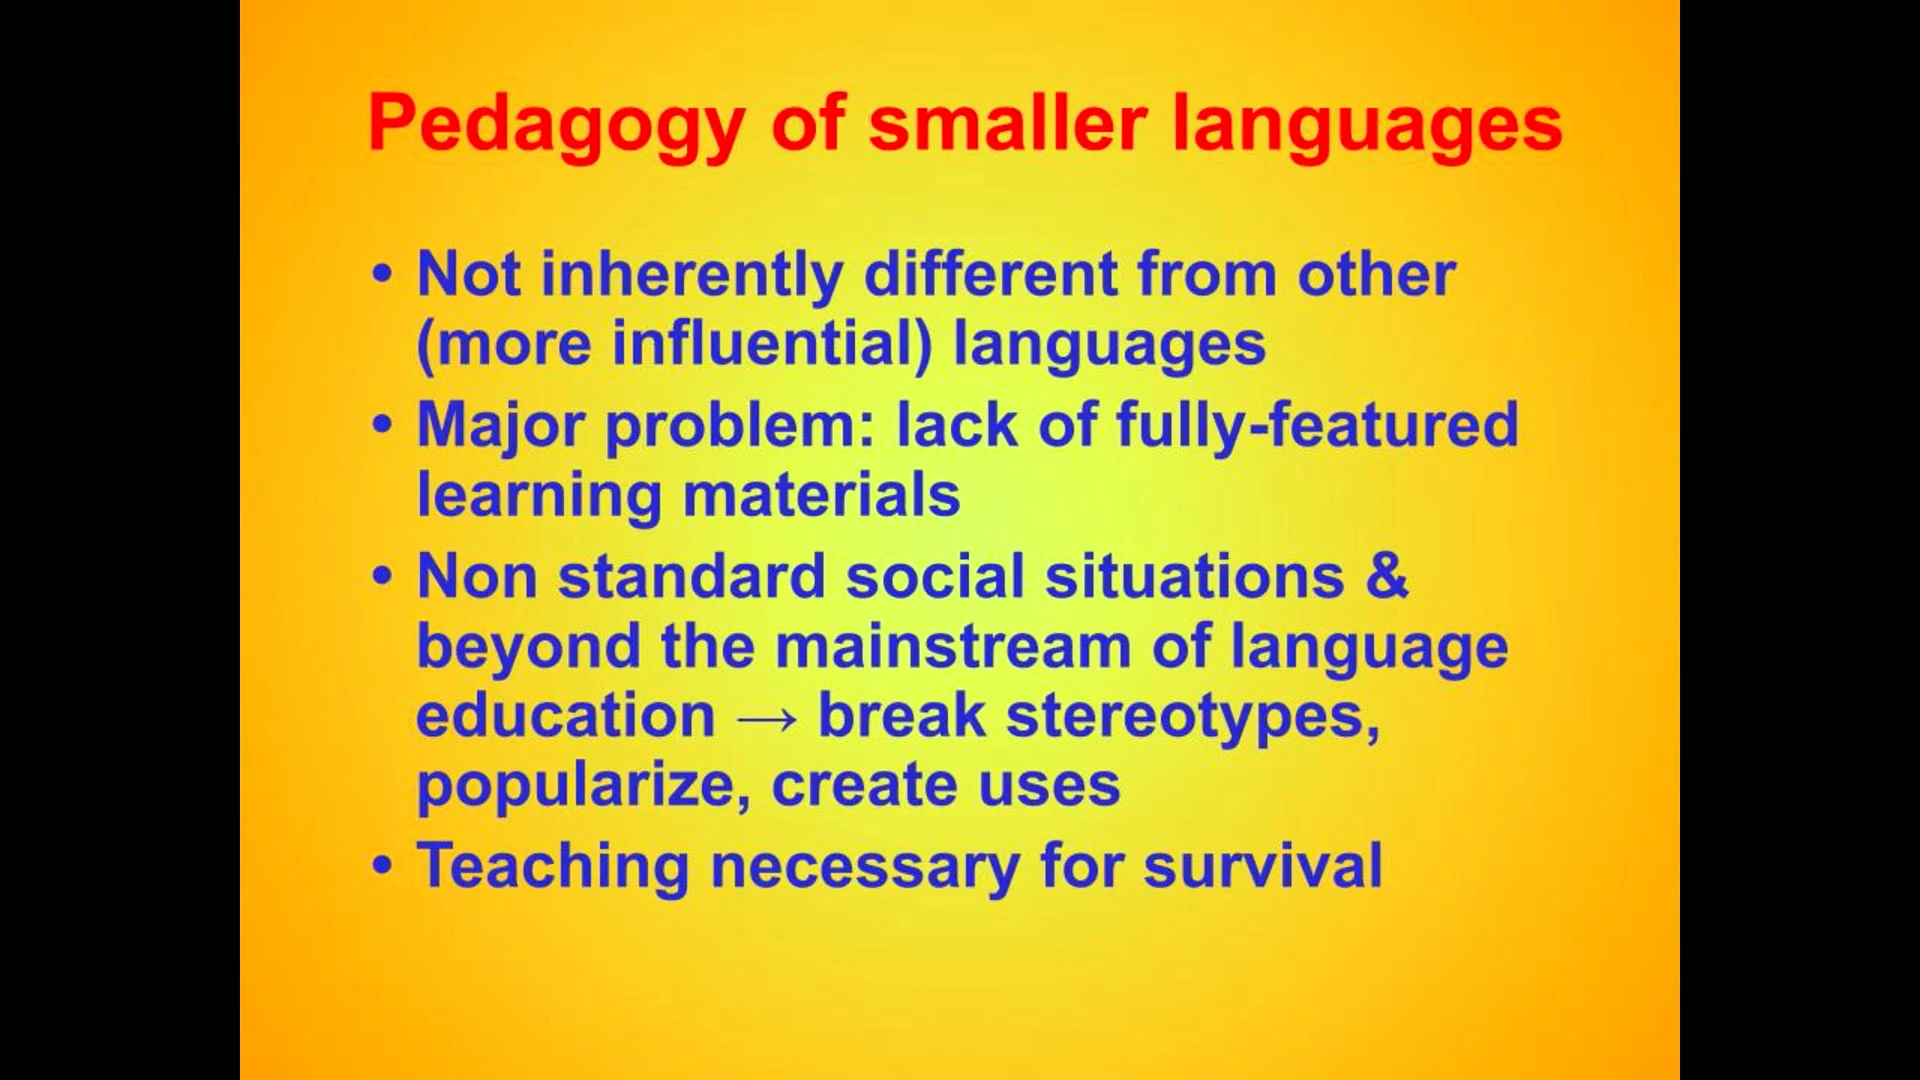 Pedagogy of smaller languages
• Not inherently different from other
(more influential) languages
• Major problem: lack of fully-featured
learning materials
• Non standard social situations &
beyond the mainstream of language
education → break stereotypes,
popularize, create uses
• Teaching necessary for survival